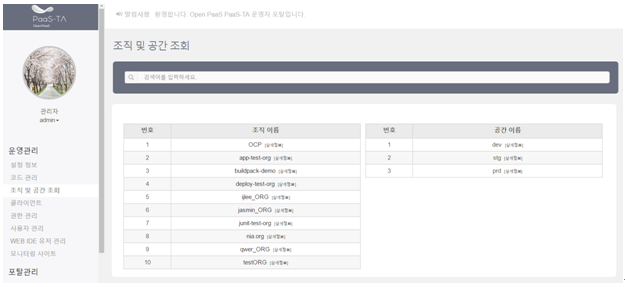 PaaS-TA
환영합니다. Open PaaS PaaS-TA 운영자 포탈입니다
조직 및 공간 조회
검색어를 입력하세요.
관리자
admin
운영관리
설정 정보
코드 관리
조직 및 공간 조회
클라이언트
권한 관리
사용자 관리
WEB IDE 유저 관리
모니터링 사이트
포탈관리
번호 조직 이름
1 OCP [상세정보]
2 app-test-org [상세정보]
3 buildpack-demo [상세정보]
4 deploy-test-org [상세정보]
5 ijlee_ORG [상세정보]
6 jasmin_ORG [상세정보]
7 junit-test-org [상세정보]
8 nia.org [상세정보]
9 qwer_ORG [상세정보]
10 testORG [상세정보]
번호 공간 이름
1 dev [상세정보]
2 stg [상세정보]
3 prd [상세정보]